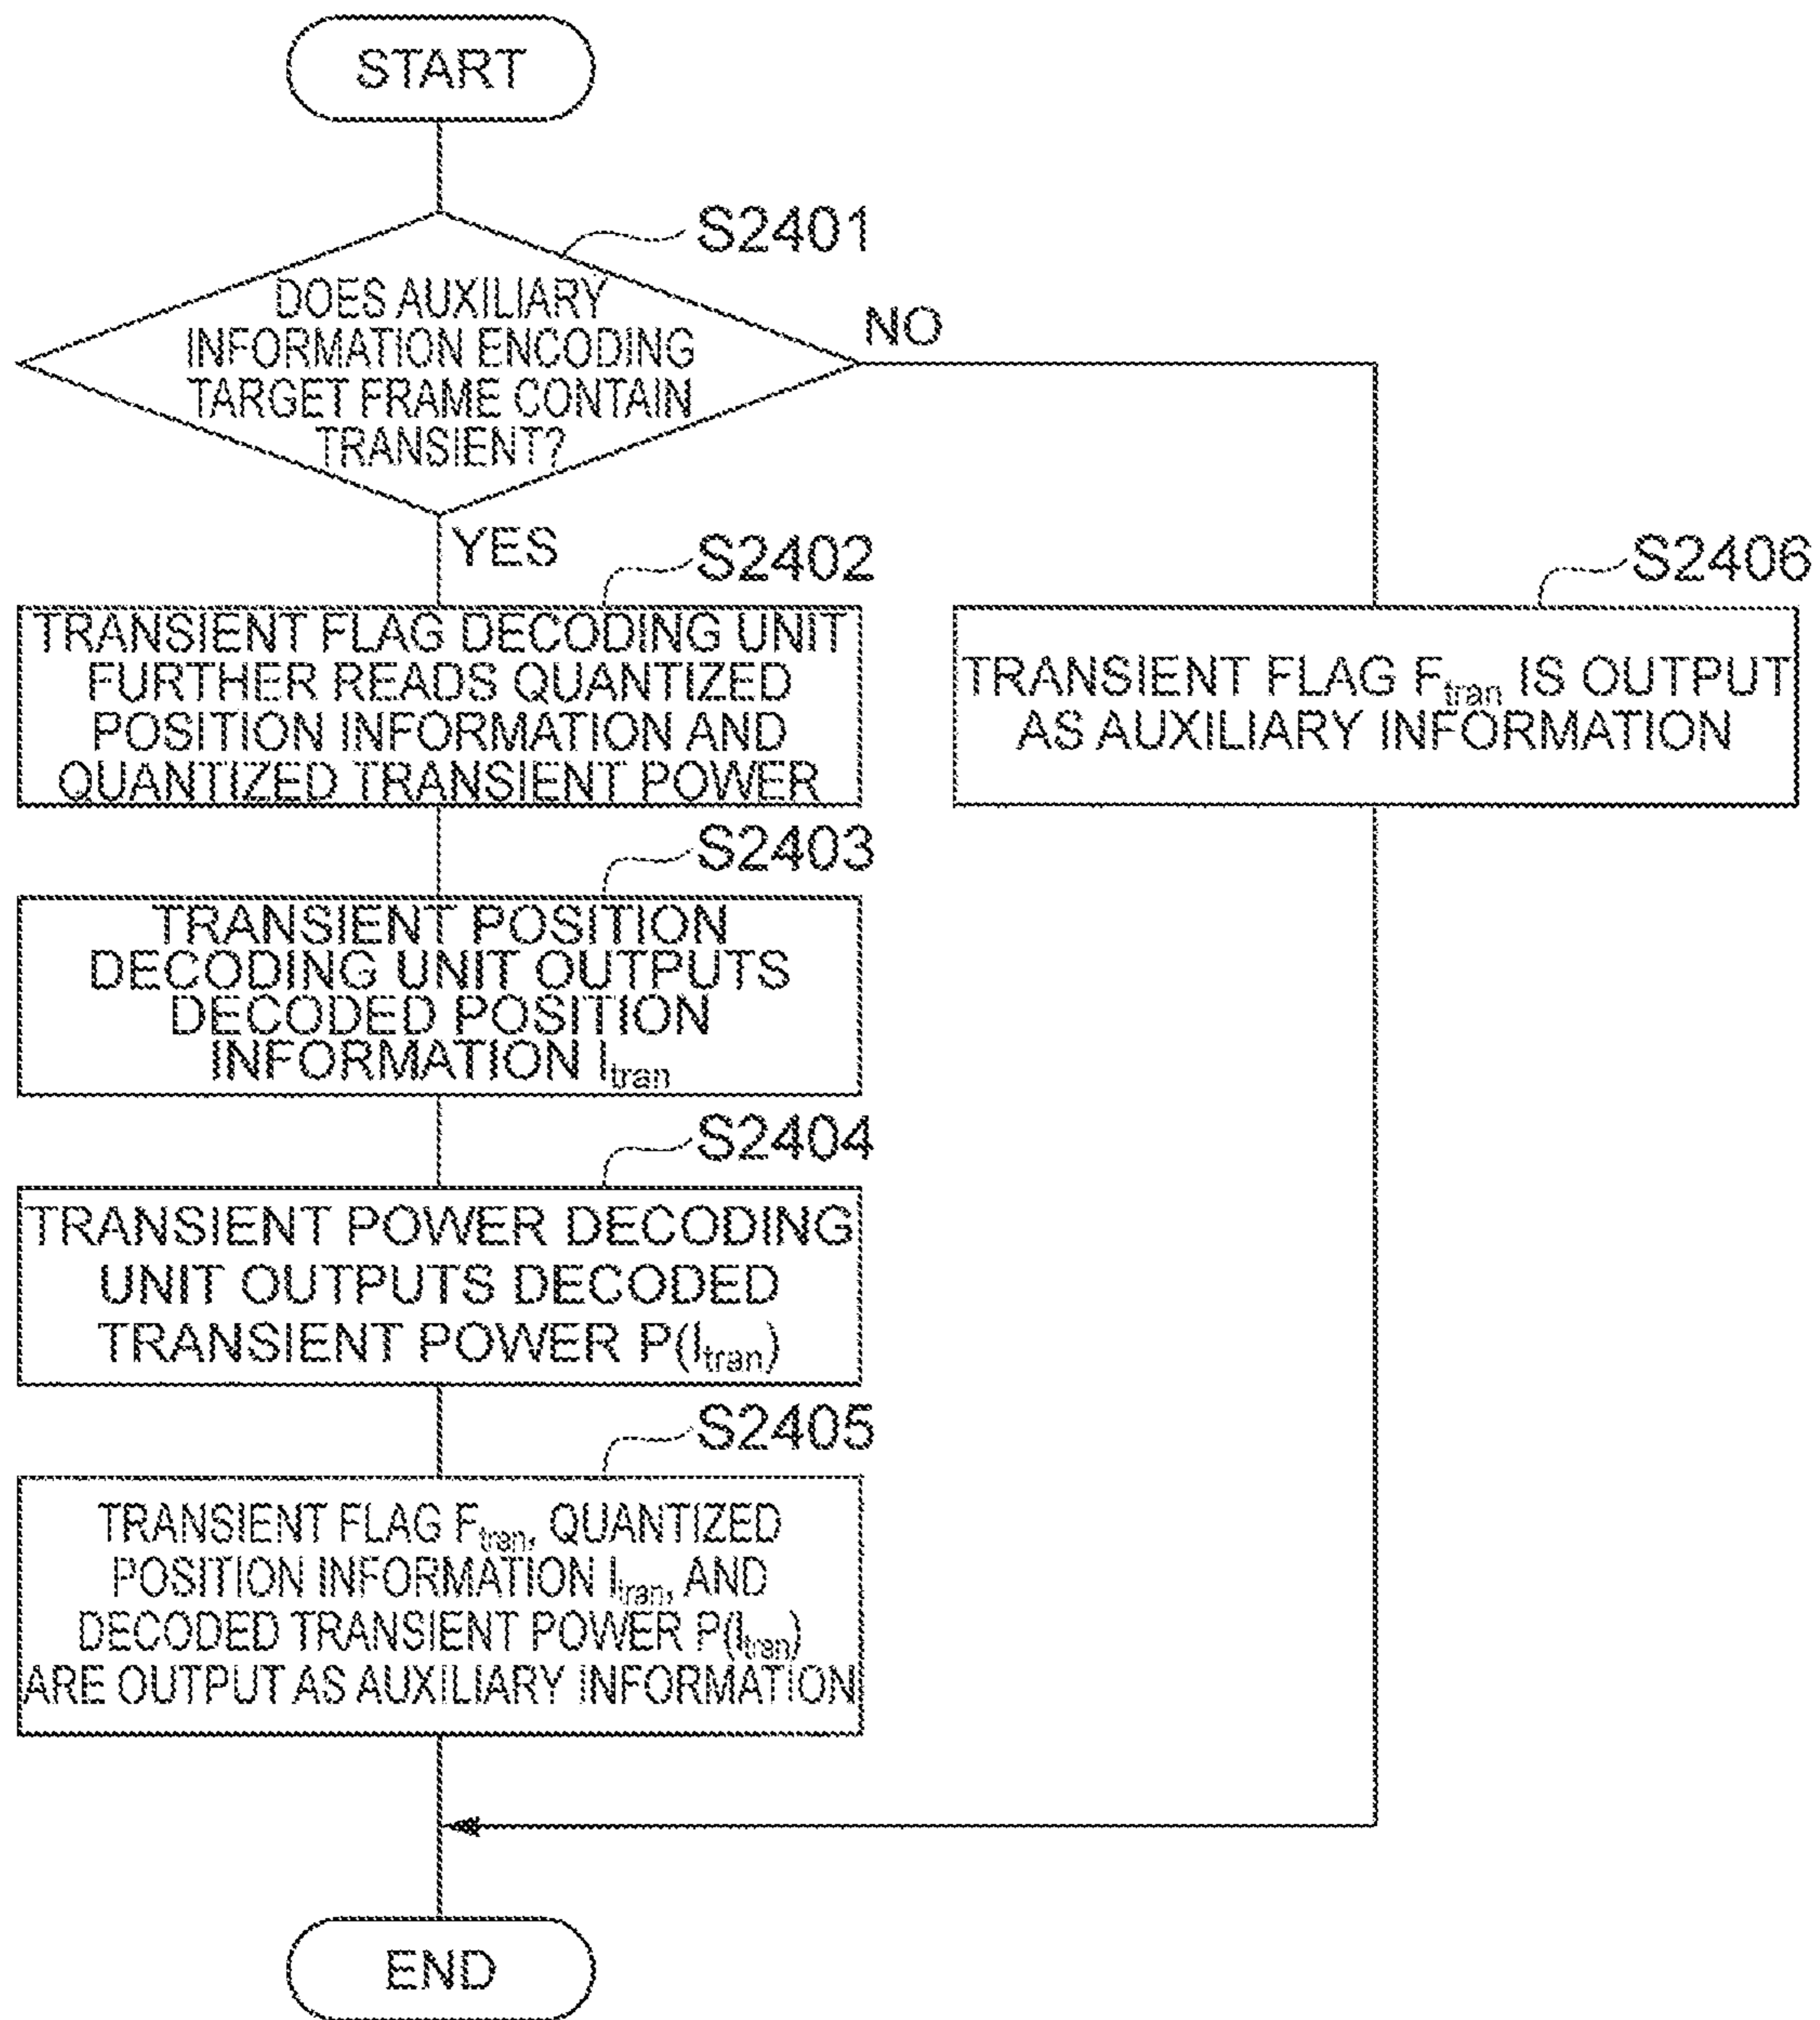 START
S2401
DOES AUXILIARY
INFORMATION ENCODING
TARGET FRAME CONTAIN
TRANSIENT?
NO
YES
S2402
TRANSIENT FLAG DECODING UNIT
FURTHER READS QUANTIZED
POSITION INFORMATION AND
QUANTIZED TRANSIENT POWER
S2406
TRANSIENT FLAG Ftran IS OUTPUT
AS AUXILIARY INFORMATION
S2403
TRANSIENT POSITION
DECODING UNIT OUTPUTS
DECODED POSITION
INFORMATION Itran
S2404
TRANSIENT POWER DECODING
UNIT OUTPUTS DECODED
TRANSIENT POWER P(Itran)
S2405
TRANSIENT FLAG Ftran, QUANTIZED
POSITION INFORMATION Itran, AND
DECODED TRANSIENT POWER P(Itran)
ARE OUTPUT AS AUXILIARY INFORMATION
END